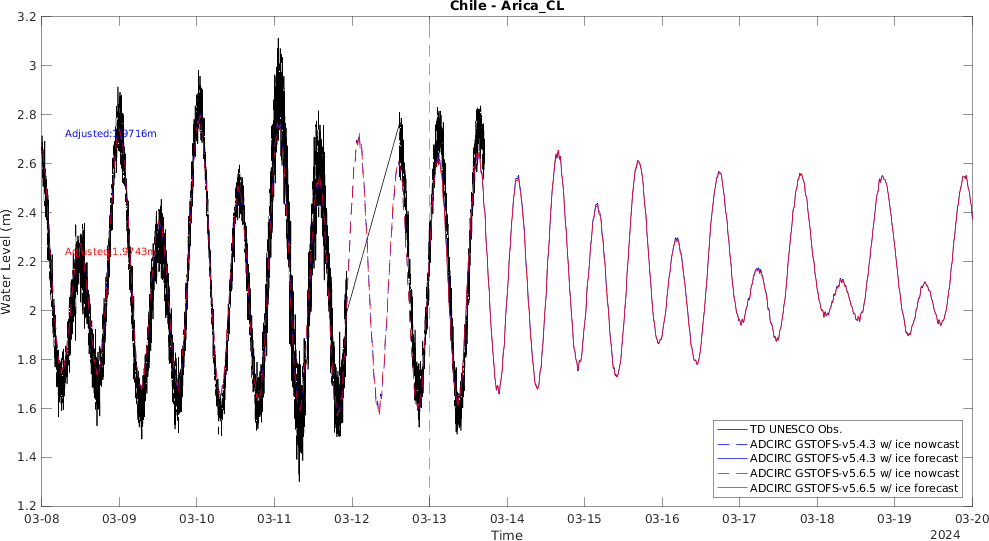 Chile - Arica_CL
3.2
3
2.8
2.6
2.4
2.2
2
1.8
1.6
1.4
1.2
Water Level (m)
Adjusted:1.9716m
Adjusted:1.9743m
TD UNESCO Obs.
ADCIRC GSTOFS-v5.4.3 w/ ice nowcast
ADCIRC GSTOFS-v5.4.3 w/ ice forecast
ADCIRC GSTOFS-v5.6.5 w/ ice nowcast
ADCIRC GSTOFS-v5.6.5 w/ ice forecast
03-08 03-09 03-10 03-11 03-12 03-13 03-14 03-15 03-16 03-17 03-18 03-19 03-20
Time
2024